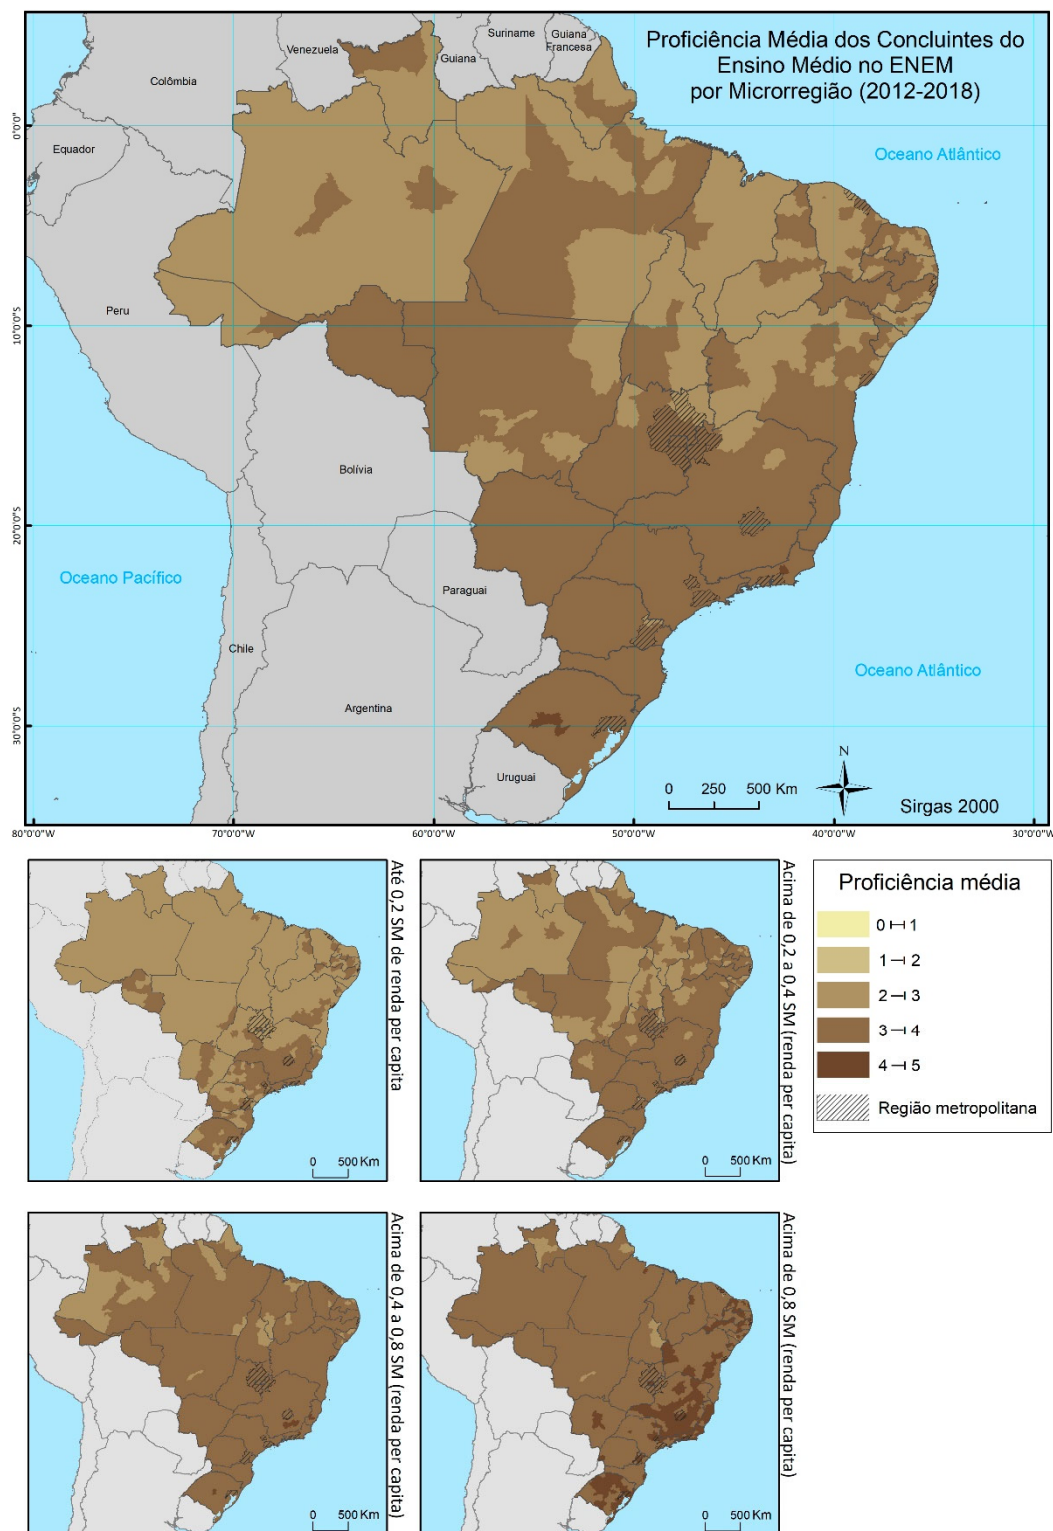 Proficiência Média dos Concluintes do
Ensino Médio no ENEM
por Microrregião (2012-2018)
Suriname
Guiana
Francesa
Venezuela
Guiana
Colômbia
Equador
Oceano Atlântico
Peru
Bolívia
Oceano Pacífico
Paraguai
Chile
Oceano Atlântico
Argentina
Uruguai
N
0 250 500 Km
Sirgas 2000
0°0'0"
10°0'0"S
20°0'0"S
30°0'0"S
80°0'0"W 70°0'0"W 60°0'0"W 50°0'0"W 40°0'0"W 30°0'0"W
Até 0,2 SM de renda per capita
0 500 Km
Acima de 0,2 a 0,4 SM (renda per capita)
0 500 Km
Proficiência média
0 ⊢⊣ 1
1 ⊣ 2
2 ⊣ 3
3 ⊣ 4
4 ⊣ 5
Região metropolitana
Acima de 0,4 a 0,8 SM (renda per capita)
0 500 Km
Acima de 0,8 SM (renda per capita)
0 500 Km